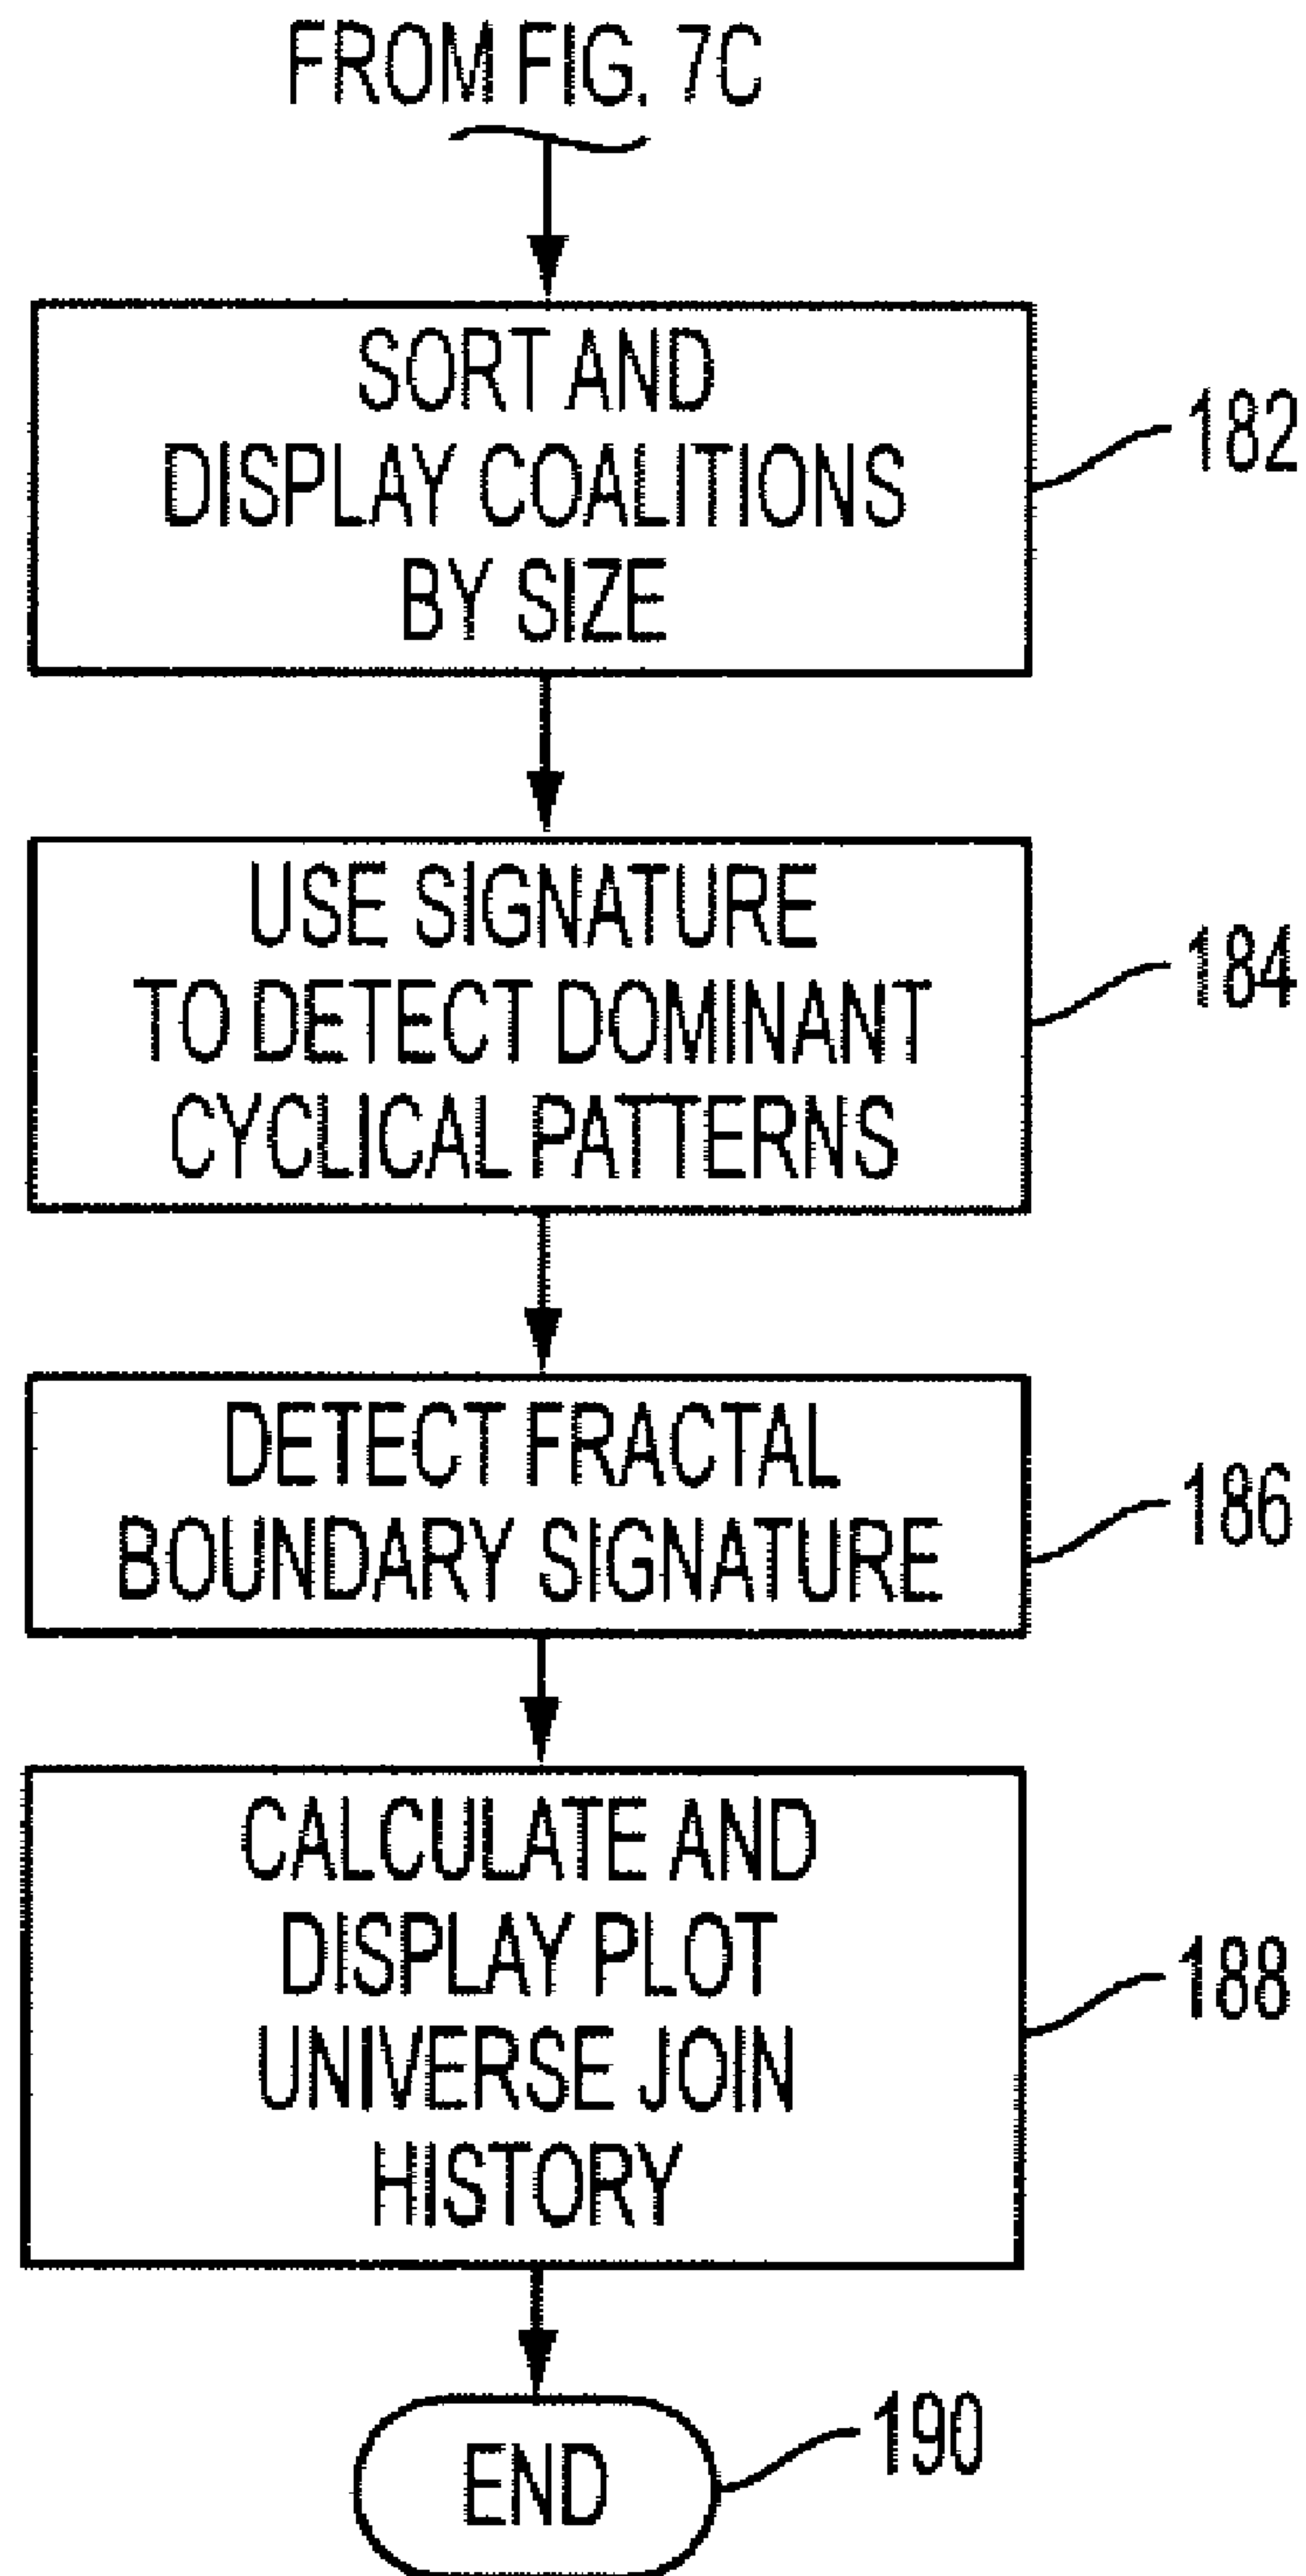 FROM FIG. 7C
SORT AND
DISPLAY COALITIONS
BY SIZE
182
USE SIGNATURE
TO DETECT DOMINANT
CYCLICAL PATTERNS
184
DETECT FRACTAL
BOUNDARY SIGNATURE
186
CALCULATE AND
DISPLAY PLOT
UNIVERSE JOIN
HISTORY
188
END
190